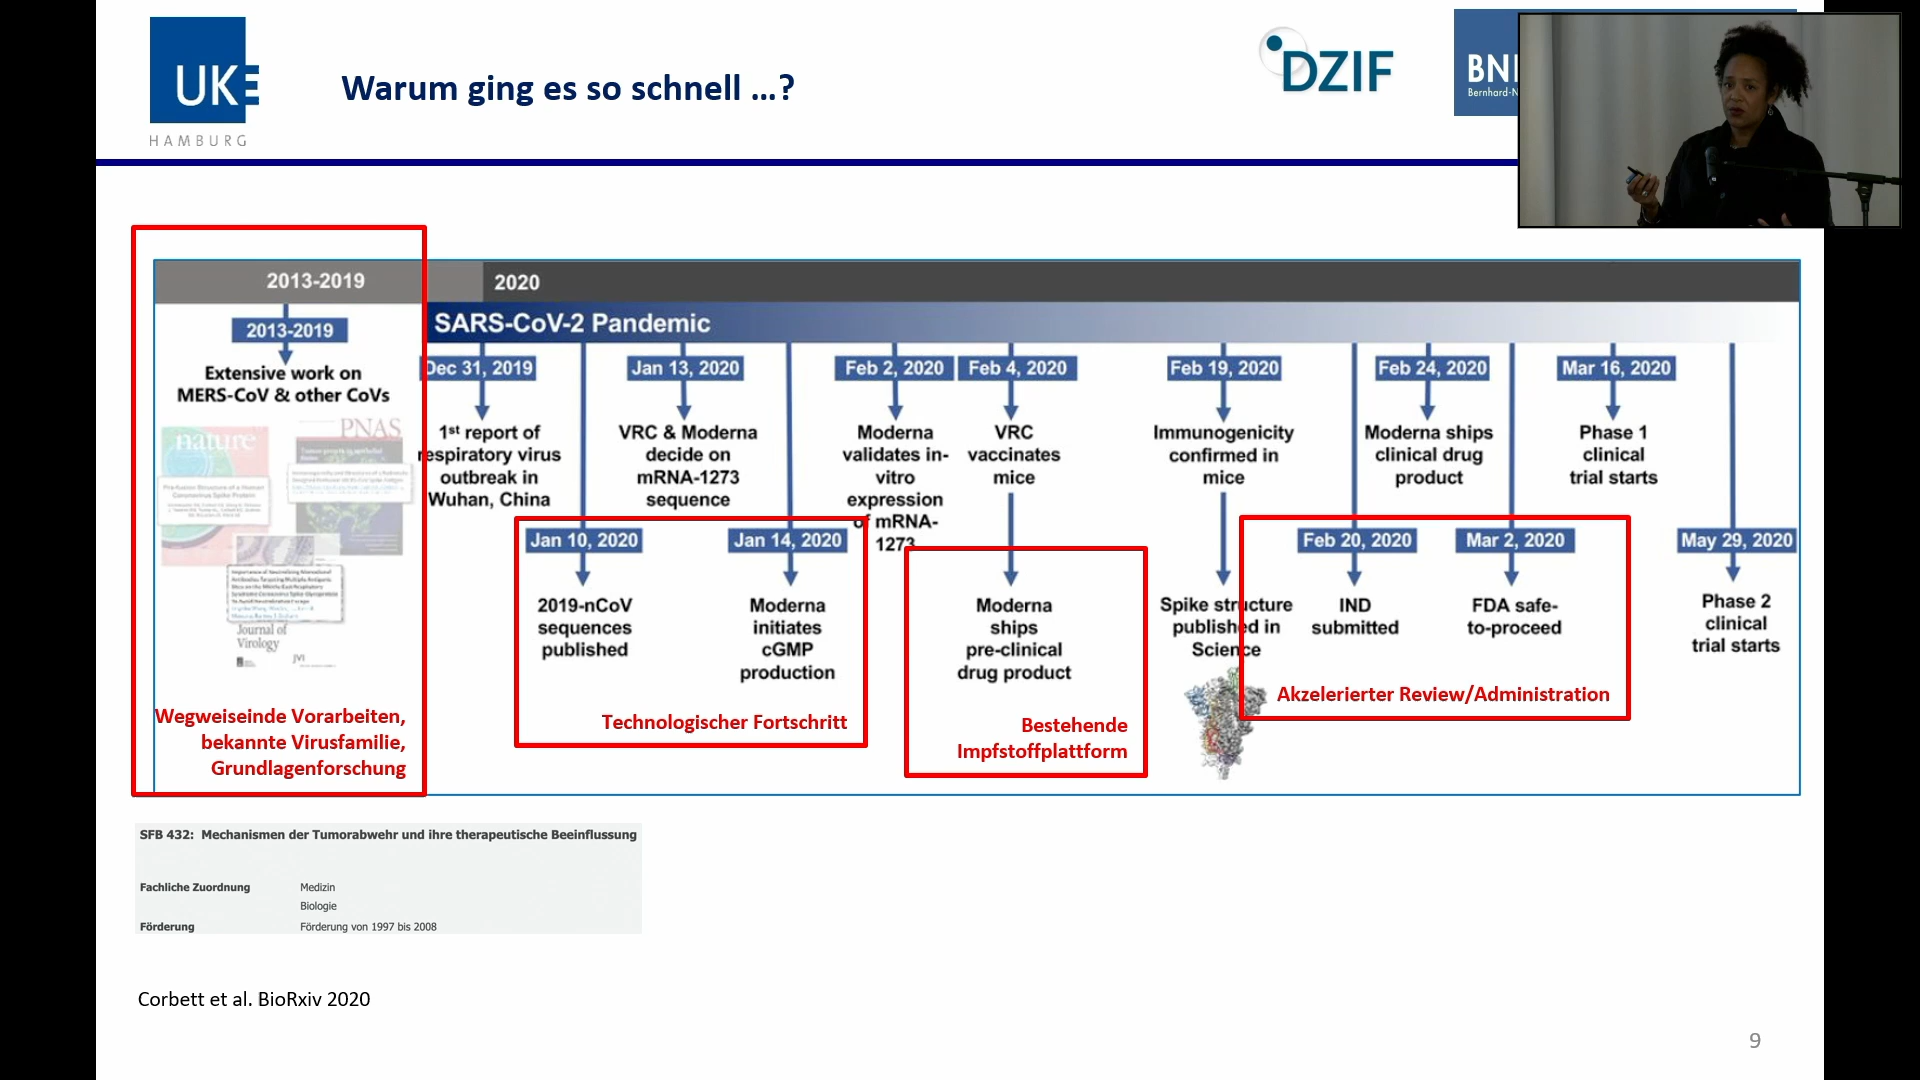 UKE
HAMBURG
Warum ging es so schnell ...?
DZIF
BNI
Bernhard-N
2013-2019
2020
SARS-CoV-2 Pandemic
2013-2019
Extensive work on
MERS-CoV & other CoVs
nature
PNAS
Journal of
Virology
JVI
Dec 31, 2019
1st report of
respiratory virus
outbreak in
Wuhan, China
Jan 10, 2020
2019-nCoV
sequences
published
Jan 13, 2020
VRC & Moderna
decide on
mRNA-1273
sequence
Jan 14, 2020
Moderna
initiates
cGMP
production
Feb 2, 2020
Moderna
validates in-
vitro
expression
of mRNA-
1273
Feb 4, 2020
VRC
vaccinates
mice
Moderna
ships
pre-clinical
drug product
Feb 19, 2020
Immunogenicity
confirmed in
mice
Spike structure
published in
Science
Feb 20, 2020
IND
submitted
Feb 24, 2020
Moderna ships
clinical drug
product
Mar 2, 2020
FDA safe-
to-proceed
Mar 16, 2020
Phase 1
clinical
trial starts
May 29, 2020
Phase 2
clinical
trial starts
Wegweiseinde Vorarbeiten,
bekannte Virusfamilie,
Grundlagenforschung
Technologischer Fortschritt
Bestehende
Impfstoffplattform
Akzelerierter Review/Administration
SFB 432: Mechanismen der Tumorabwehr und ihre therapeutische Beeinflussung
Fachliche Zuordnung Medizin
Biologie
Förderung Förderung von 1997 bis 2008
Corbett et al. BioRxiv 2020
9